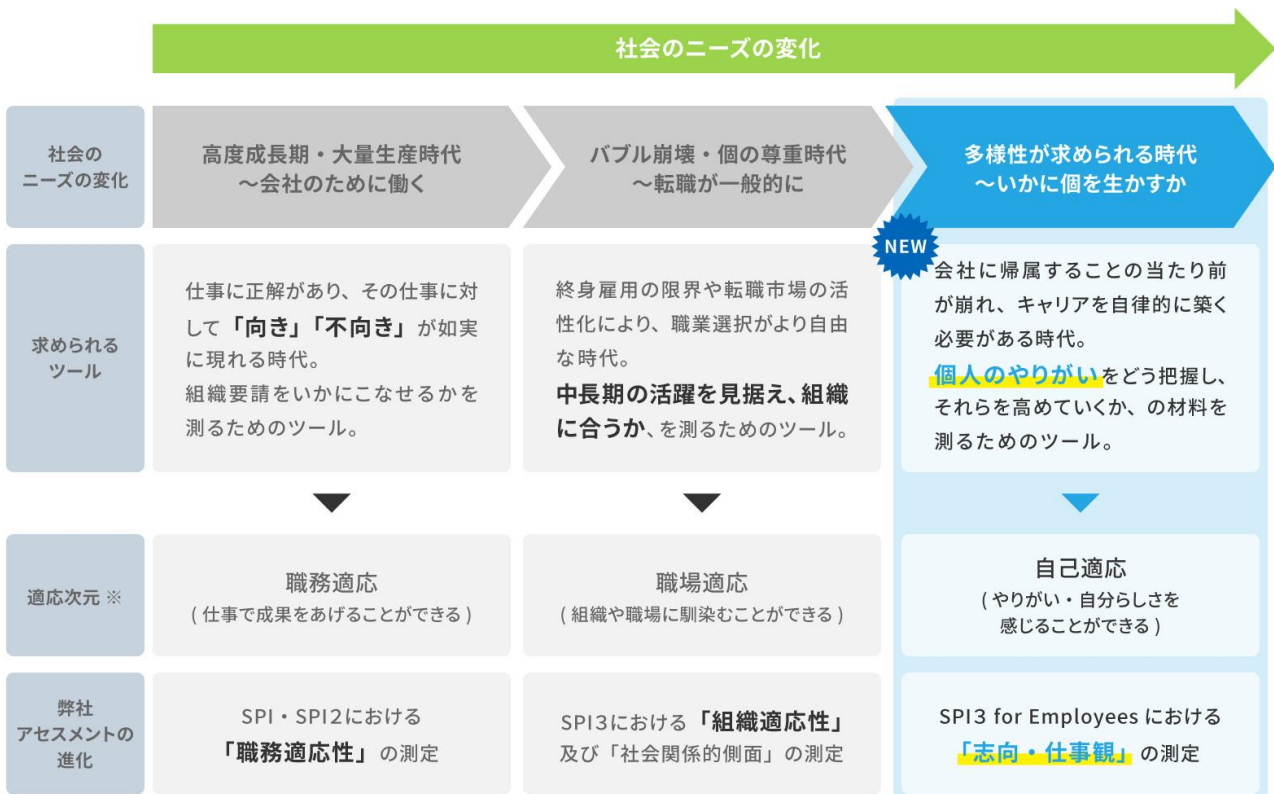 社会のニーズの変化
社会の
ニーズの変化
高度成長期・大量生産時代
～会社のために働く
バブル崩壊・個の尊重時代
～転職が一般的に
多様性が求められる時代
～いかに個を生かすか
NEW
求められる
ツール
仕事に正解があり、その仕事に対
して「向き」「不向き」が如実
に現れる時代。
組織要請をいかにこなせるかを
測るためのツール。
終身雇用の限界や転職市場の活
性化により、職業選択がより自由
な時代。
中長期の活躍を見据え、組織
に合うか、を測るためのツール。
会社に帰属することの当たり前
が崩れ、キャリアを自律的に築く
必要がある時代。
個人のやりがいをどう把握し、
それらを高めていくか、の材料を
測るためのツール。
適応次元 ※
職務適応
( 仕事で成果をあげることができる )
職場適応
( 組織や職場に馴染むことができる )
自己適応
( やりがい・自分らしさを
感じることができる )
弊社
アセスメントの
進化
SPI・SPI2における
「職務適応性」の測定
SPI3における「組織適応性」
及び「社会関係的側面」の測定
SPI3 for Employees における
「志向・仕事観」の測定